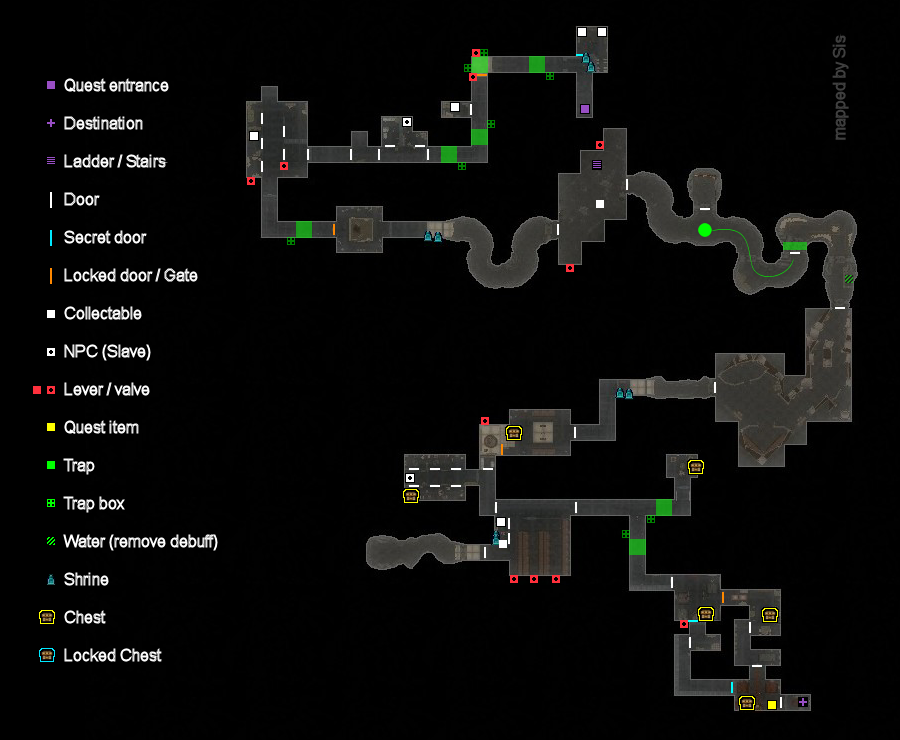 Quest entrance
Destination
Ladder / Stairs
Door
Secret door
Locked door / Gate
Collectable
NPC (Slave)
Lever / valve
Quest item
Trap
Trap box
Water (remove debuff)
Shrine
Chest
Locked Chest
mapped by Sis